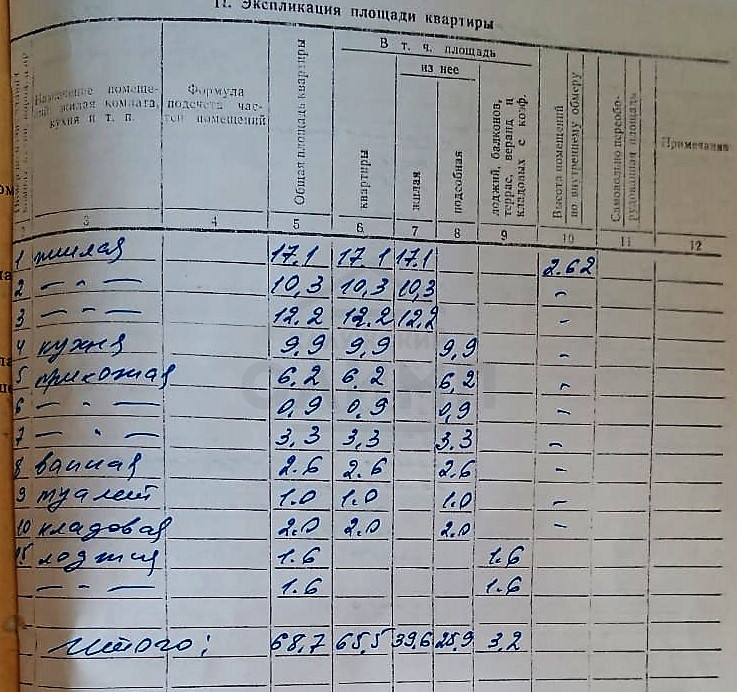 II. Экспликация площади квартиры
Назначение помеще-
ний: жилая комната,
кухня и т. п.
Формула
подсчета час-
тей помещений
Общая площадь квартиры
В т. ч. площадь
квартиры
из нее
жилая
подсобная
лоджий, балконов,
террас, веранд и
кладовых с коэф.
Высота помещений
по внутреннему обмеру
Самовольно переобо-
рудованная площадь
Примечание
3 4 5 6 7 8 9 10 11 12
1 жилая 17.1 17.1 17.1 2.62
2 — " — 10,3 10,3 10,3 –
3 — " — 12.2 12.2 12.2 –
4 кухня 9,9 9,9 9,9 –
5 прихожая 6,2 6.2 6,2 –
6 — " — 0,9 0,9 0,9 –
7 — " — 3,3 3,3 3,3 –
8 ванная 2.6 2.6 2.6 –
9 туалет 1.0 1.0 1.0 –
10 кладовая 2.0 2.0 2.0 –
лоджия 1.6 1.6
— " — 1.6 1.6
Итого: 68,7 65,5 39,6 25,9 3,2